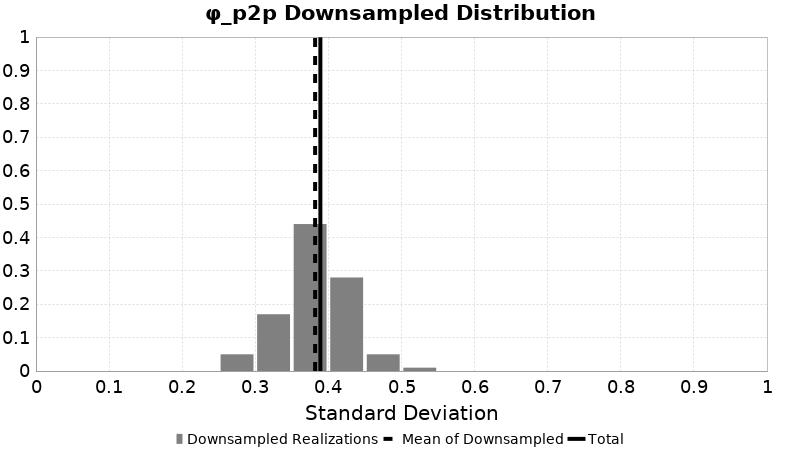 φ_p2p Downsampled Distribution
1
0.9
0.8
0.7
0.6
0.5
0.4
0.3
0.2
0.1
0
0 0.1 0.2 0.3 0.4 0.5 0.6 0.7 0.8 0.9 1
Standard Deviation
Downsampled Realizations Mean of Downsampled Total